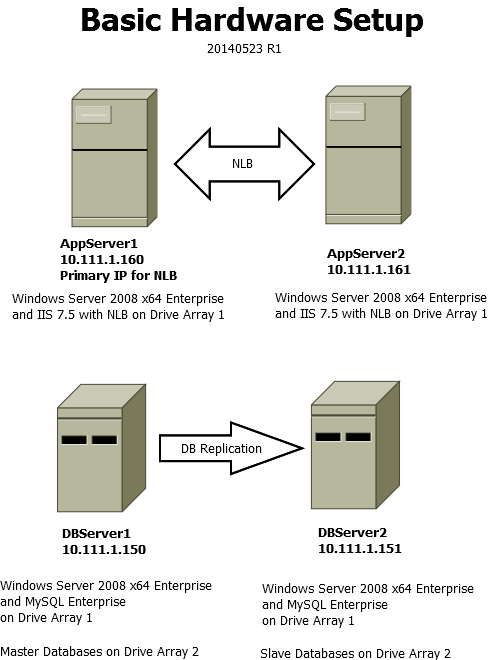 Basic Hardware Setup
20140523 R1
NLB
AppServer1
10.111.1.160
Primary IP for NLB
Windows Server 2008 x64 Enterprise
and IIS 7.5 with NLB on Drive Array 1
AppServer2
10.111.1.161
Windows Server 2008 x64 Enterprise
and IIS 7.5 with NLB on Drive Array 1
DB Replication
DBServer1
10.111.1.150
Windows Server 2008 x64 Enterprise
and MySQL Enterprise
on Drive Array 1
Master Databases on Drive Array 2
DBServer2
10.111.1.151
Windows Server 2008 x64 Enterprise
and MySQL Enterprise
on Drive Array 1
Slave Databases on Drive Array 2